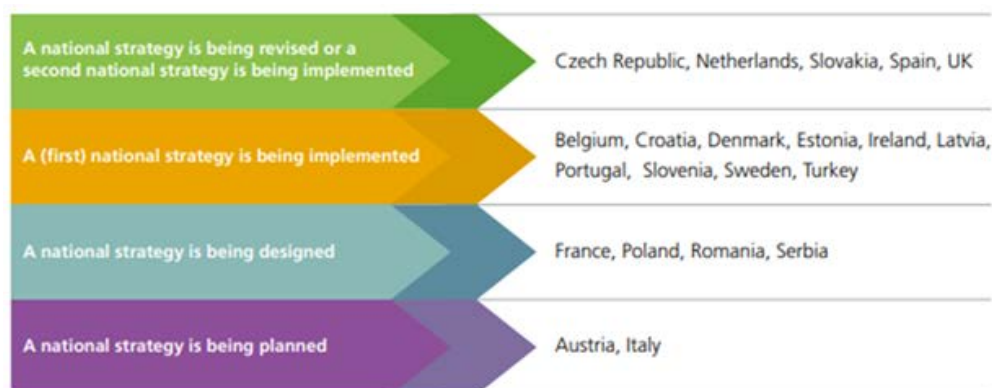 A national strategy is being revised or a
second national strategy is being implemented
Czech Republic, Netherlands, Slovakia, Spain, UK
A (first) national strategy is being implemented
Belgium, Croatia, Denmark, Estonia, Ireland, Latvia,
Portugal, Slovenia, Sweden, Turkey
A national strategy is being designed
France, Poland, Romania, Serbia
A national strategy is being planned
Austria, Italy